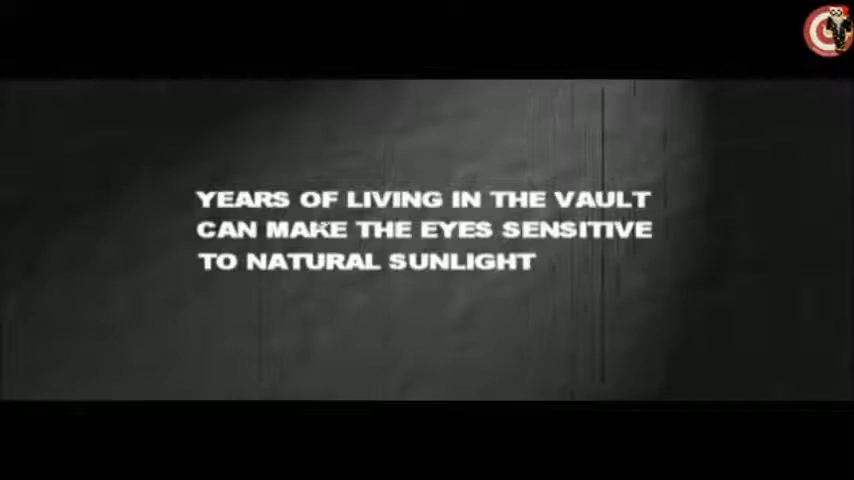 YEARS OF LIVING IN THE VAULT
CAN MAKE THE EYES SENSITIVE
TO NATURAL SUNLIGHT